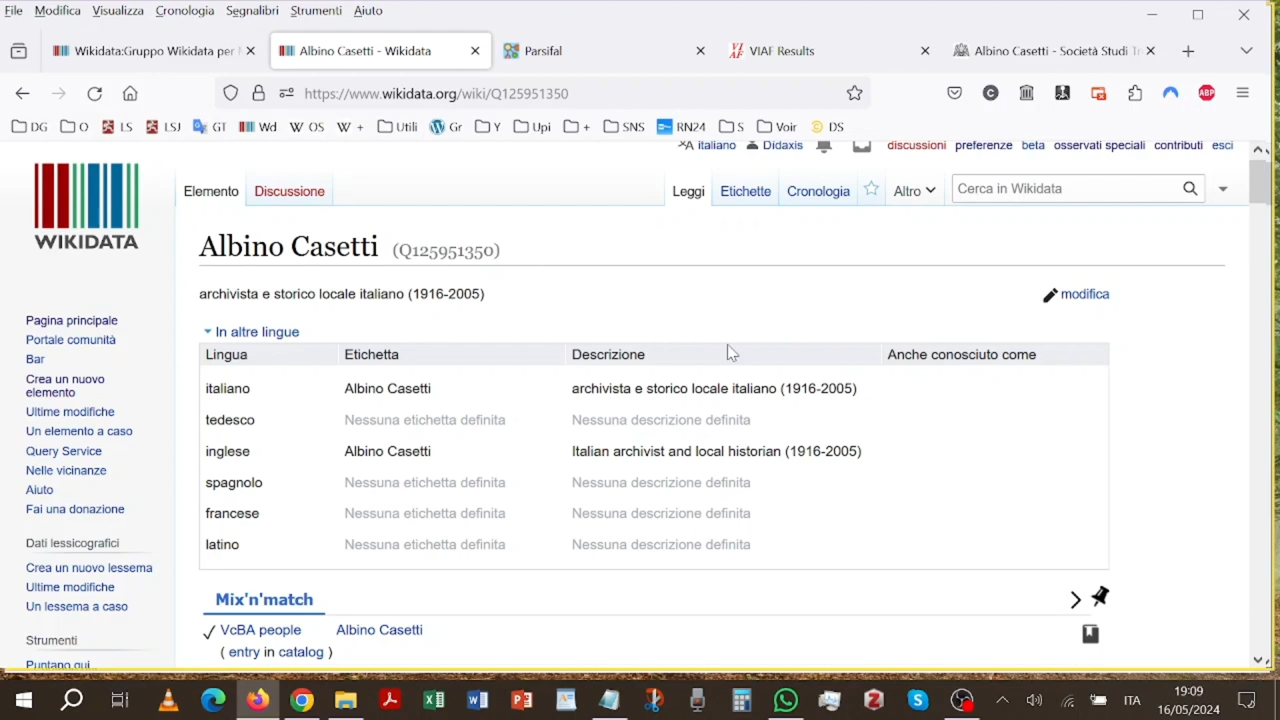 File Modifica Visualizza Cronologia Segnalibri Strumenti Aiuto
Wikidata:Gruppo Wikidata per Albino Casetti - Wikidata Parsifal VIAF Results Albino Casetti - Società Studi Tr
https://www.wikidata.org/wiki/Q125951350
DG O LS LSJ GT Wd OS + Utili Gr Y Upi + SNS RN24 S Voir DS
italiano Didaxis discussioni preferenze beta osservati speciali contributi esci
Elemento Discussione Leggi Etichette Cronologia Altro Cerca in Wikidata
WIKIDATA
Albino Casetti (Q125951350)
archivista e storico locale italiano (1916-2005) modifica
In altre lingue
Lingua Etichetta Descrizione Anche conosciuto come
italiano Albino Casetti archivista e storico locale italiano (1916-2005)
tedesco Nessuna etichetta definita Nessuna descrizione definita
inglese Albino Casetti Italian archivist and local historian (1916-2005)
spagnolo Nessuna etichetta definita Nessuna descrizione definita
francese Nessuna etichetta definita Nessuna descrizione definita
latino Nessuna etichetta definita Nessuna descrizione definita
Mix'n'match
VcBA people Albino Casetti
( entry in catalog )
Pagina principale
Portale comunità
Bar
Crea un nuovo
elemento
Ultime modifiche
Un elemento a caso
Query Service
Nelle vicinanze
Aiuto
Fai una donazione
Dati lessicografici
Crea un nuovo lessema
Ultime modifiche
Un lessema a caso
Strumenti
Puntano qui
ITA
19:09
16/05/2024